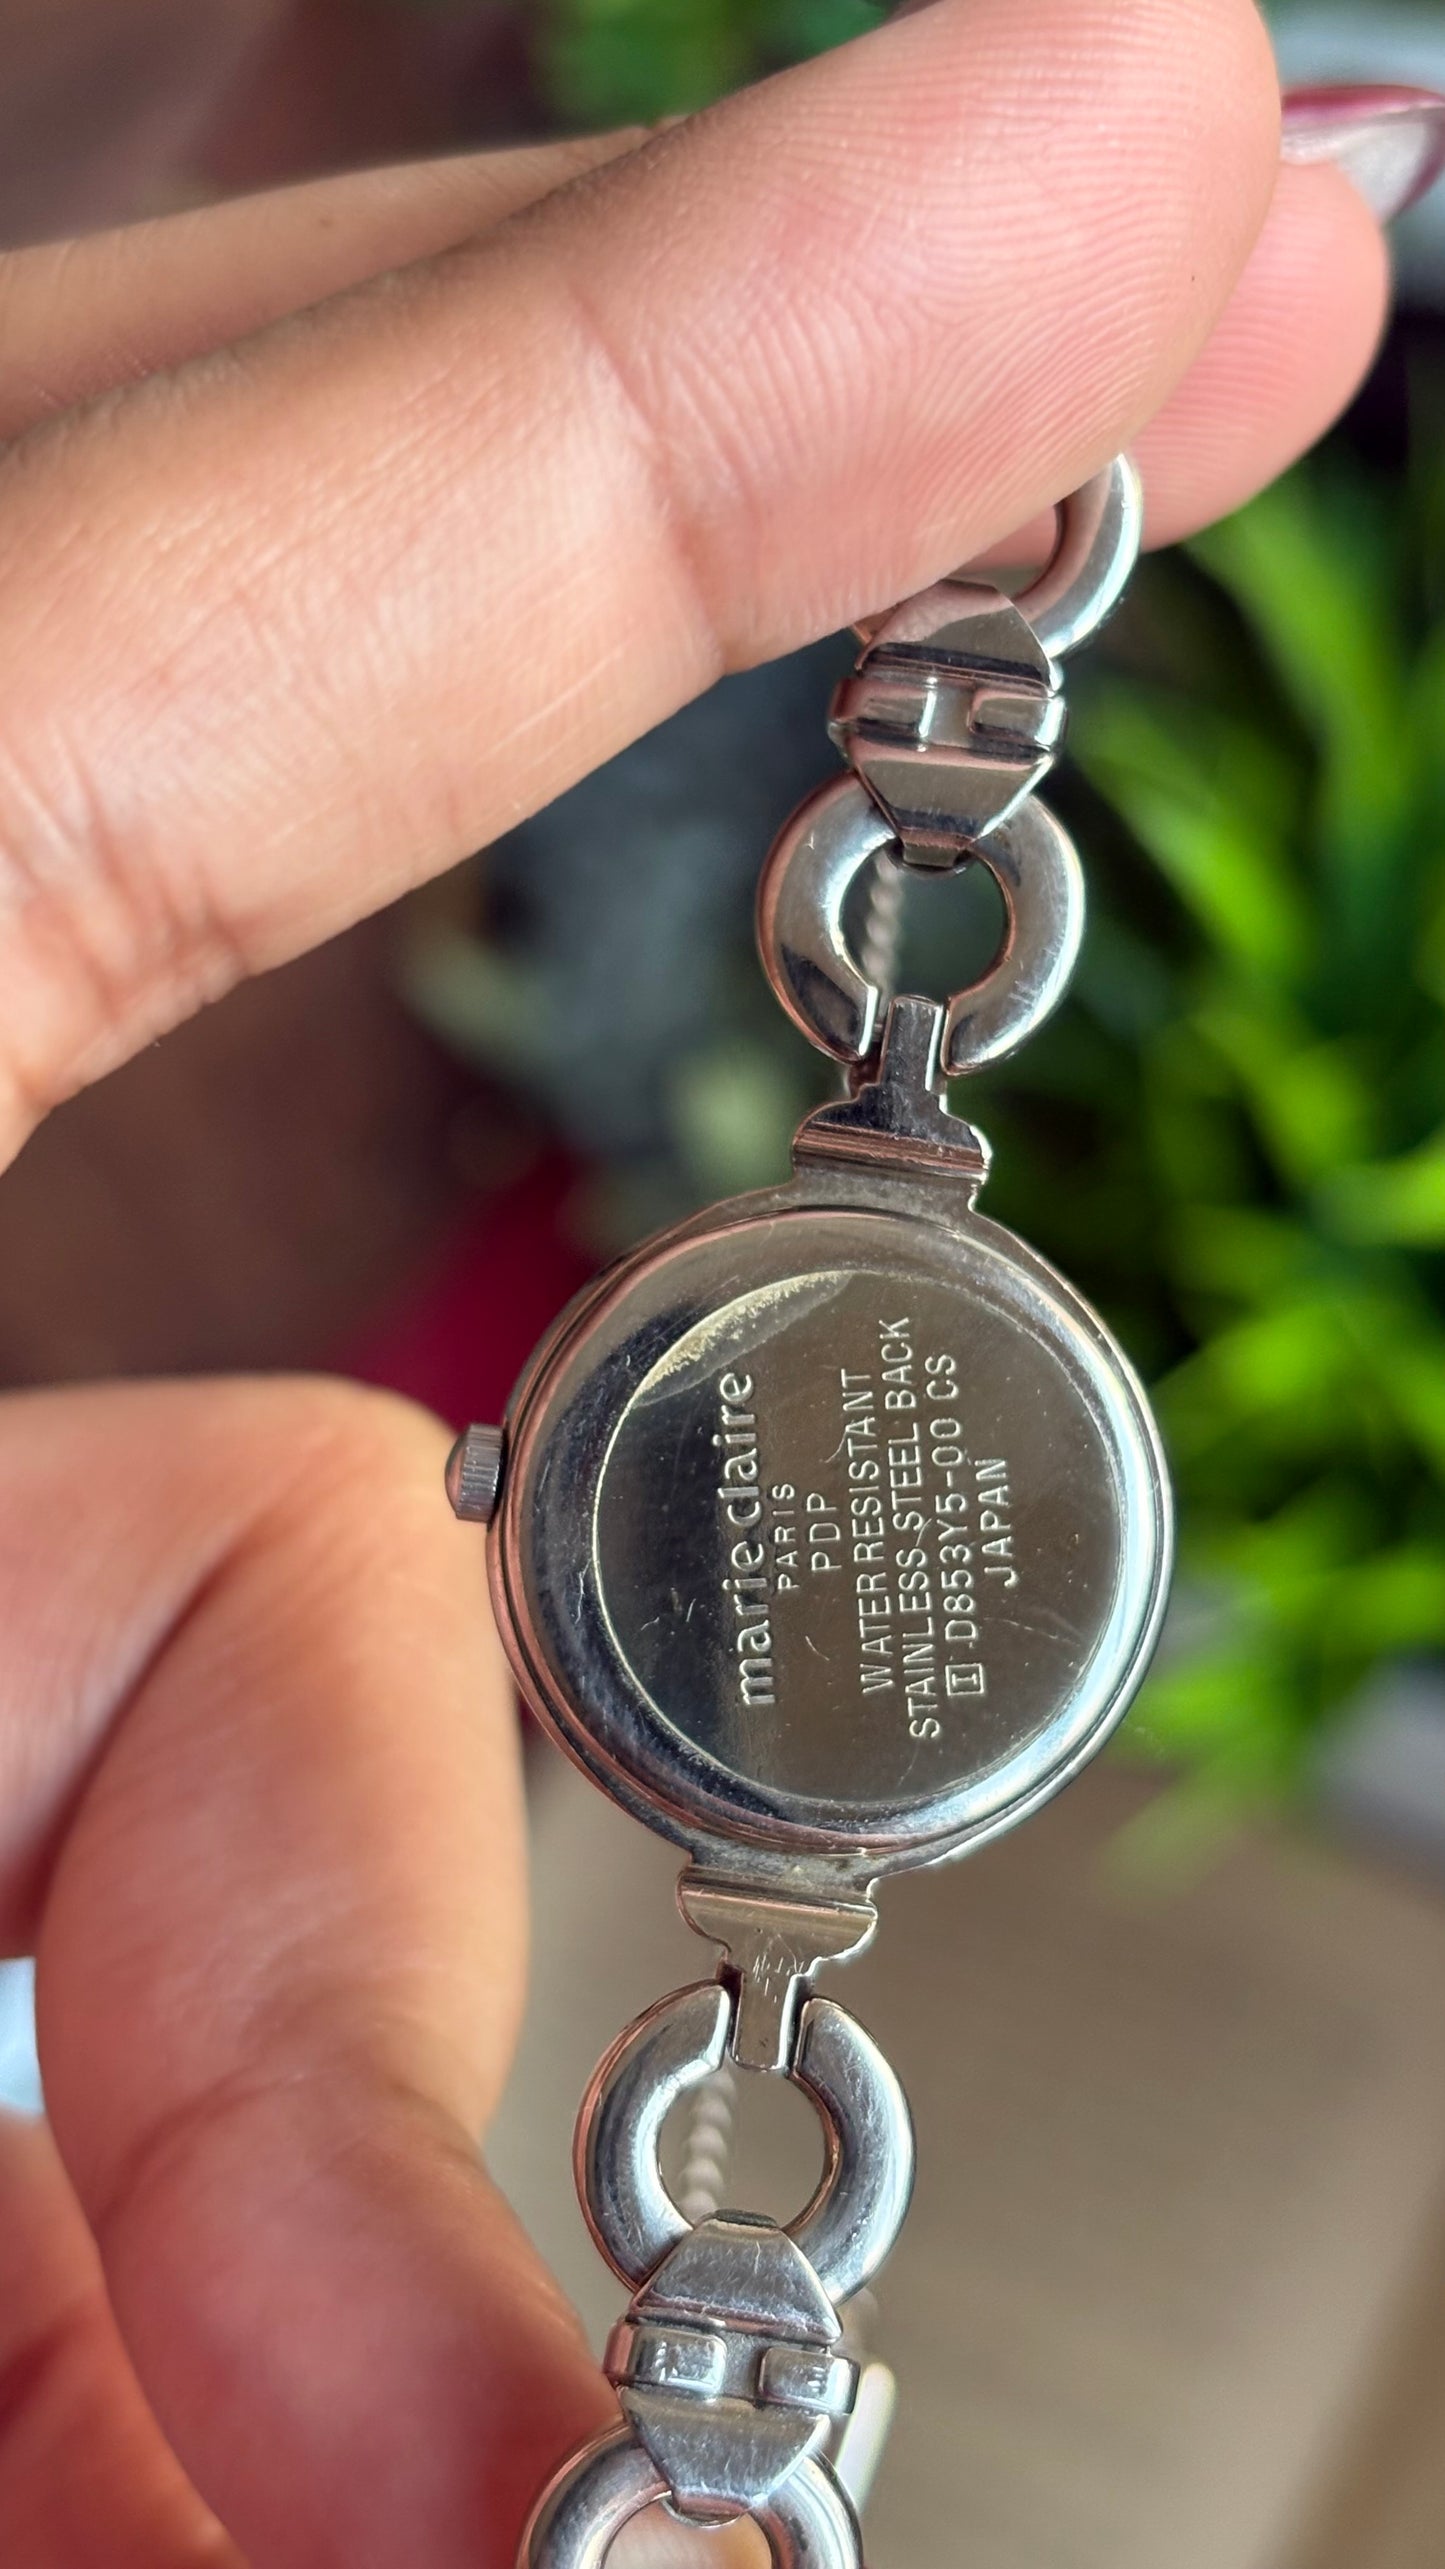 marie claire
PARIS
PDP
WATER RESISTANT
STAINLESS STEEL BACK
I D853Y5-00 CS
JAPAN